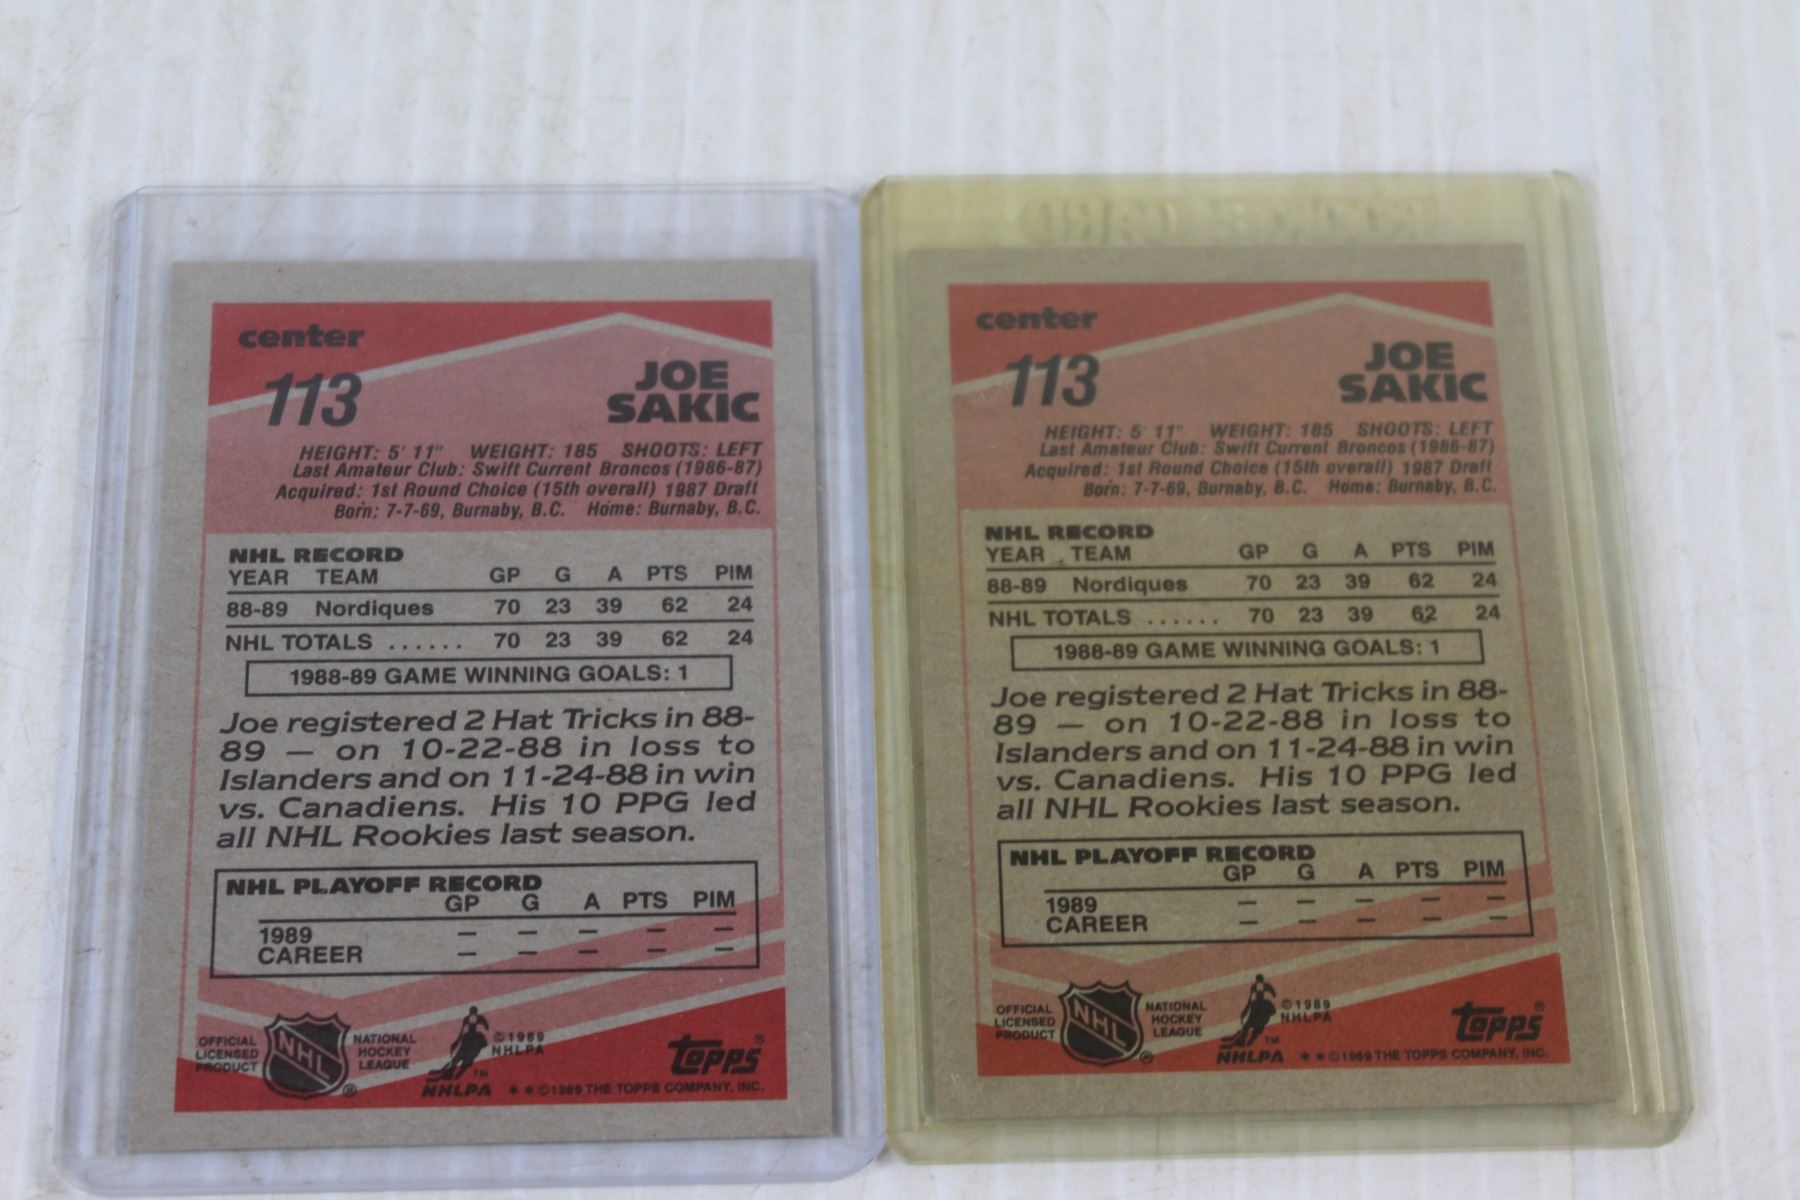 center
113
JOE
SAKIC
HEIGHT: 5' 11" WEIGHT: 185 SHOOTS: LEFT
Last Amateur Club: Swift Current Broncos (1986-87)
Acquired: 1st Round Choice (15th overall) 1987 Draft
Born: 7-7-69, Burnaby, B.C. Home: Burnaby, B.C.
NHL RECORD
YEAR TEAM GP G A PTS PIM
88-89 Nordiques 70 23 39 62 24
NHL TOTALS ...... 70 23 39 62 24
1988-89 GAME WINNING GOALS: 1
Joe registered 2 Hat Tricks in 88-
89 — on 10-22-88 in loss to
Islanders and on 11-24-88 in win
vs. Canadiens. His 10 PPG led
all NHL Rookies last season.
NHL PLAYOFF RECORD
GP G A PTS PIM
1989 — — — — —
CAREER — — — — —
OFFICIAL
LICENSED
PRODUCT
NHL
®
NATIONAL
HOCKEY
LEAGUE
©1989
NHLPA
TM
NHLPA
topps®
**©1989 THE TOPPS COMPANY, INC.
ROOKIE CARD
center
113
JOE
SAKIC
HEIGHT: 5' 11" WEIGHT: 185 SHOOTS: LEFT
Last Amateur Club: Swift Current Broncos (1986-87)
Acquired: 1st Round Choice (15th overall) 1987 Draft
Born: 7-7-69, Burnaby, B.C. Home: Burnaby, B.C.
NHL RECORD
YEAR TEAM GP G A PTS PIM
88-89 Nordiques 70 23 39 62 24
NHL TOTALS ...... 70 23 39 62 24
1988-89 GAME WINNING GOALS: 1
Joe registered 2 Hat Tricks in 88-
89 — on 10-22-88 in loss to
Islanders and on 11-24-88 in win
vs. Canadiens. His 10 PPG led
all NHL Rookies last season.
NHL PLAYOFF RECORD
GP G A PTS PIM
1989 — — — — —
CAREER — — — — —
OFFICIAL
LICENSED
PRODUCT
NHL
®
NATIONAL
HOCKEY
LEAGUE
©1989
NHLPA
TM
NHLPA
topps®
**©1989 THE TOPPS COMPANY, INC.